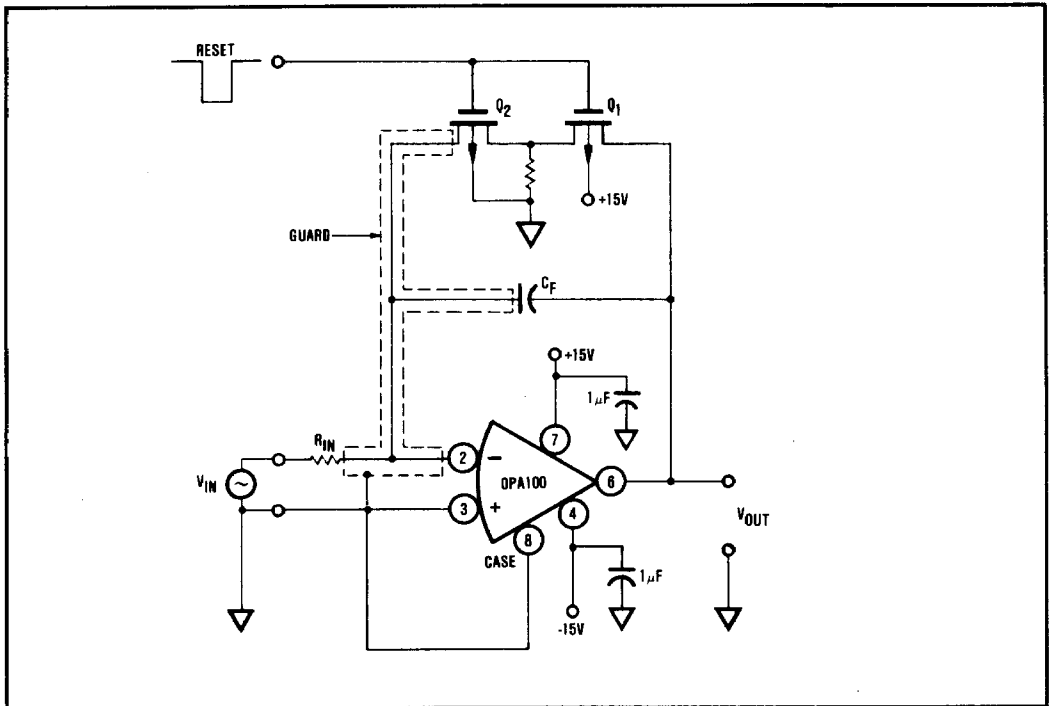 RESET
Q2
Q1
+15V
GUARD
CF
+15V
1µF
RIN
2
−
7
VIN
OPA100
6
3
+
4
VOUT
8
CASE
1µF
-15V